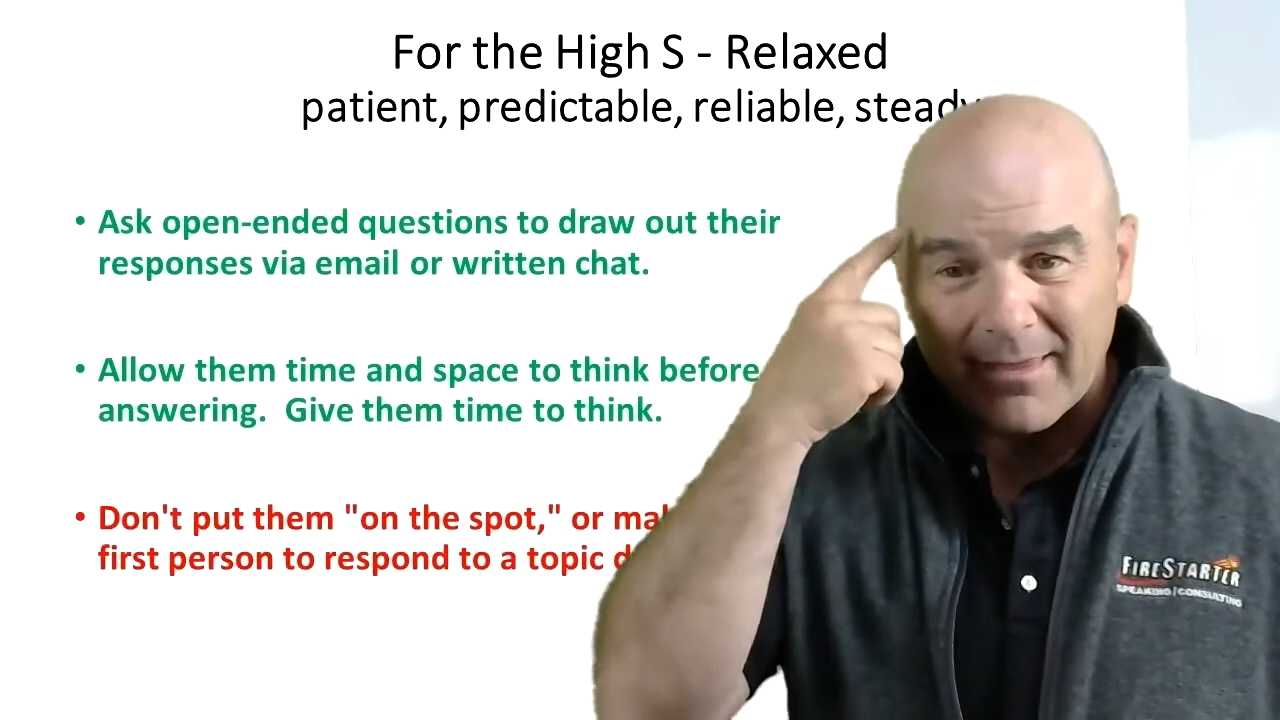 For the High S - Relaxed
patient, predictable, reliable, steady
• Ask open-ended questions to draw out their
responses via email or written chat.
• Allow them time and space to think before
answering.  Give them time to think.
• Don't put them "on the spot," or
first person to respond to a topic
FIRESTARTER
SPEAKING | CONSULTING